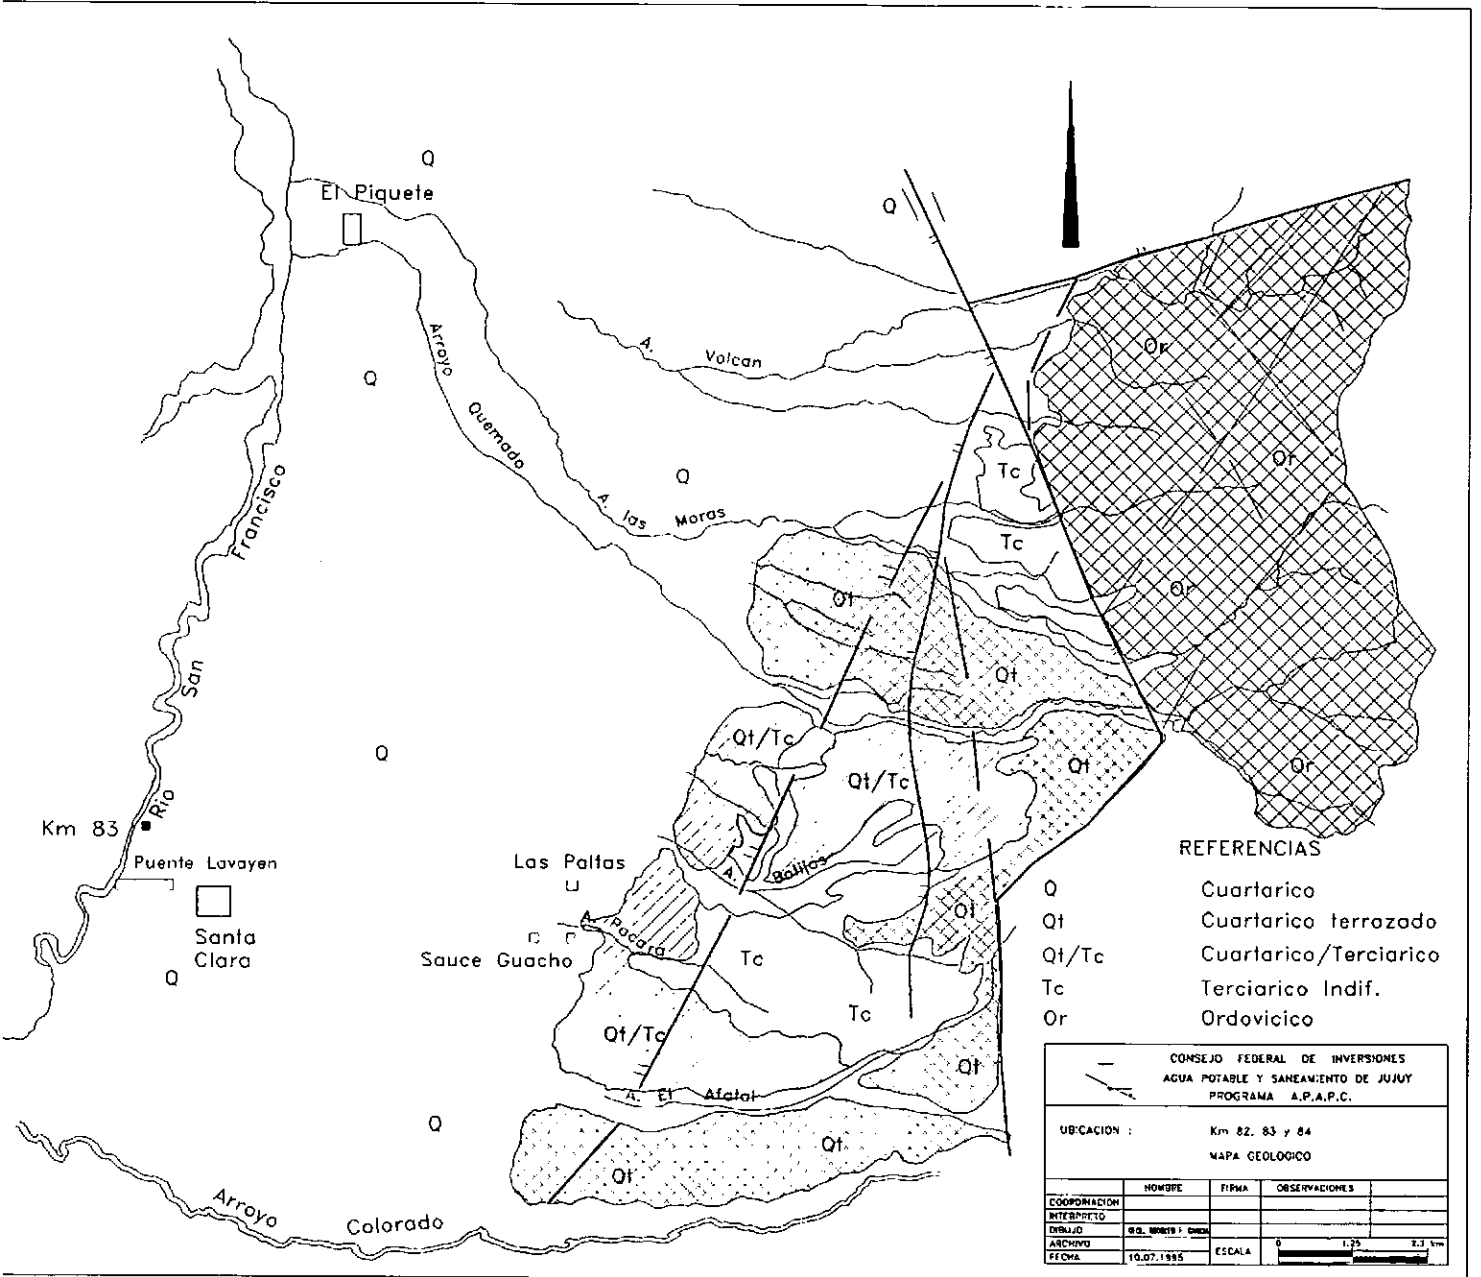 Q
El Piquete
Q
Arroyo Quemado
A. Volcan
Or
Q
Francisco
Q
A. las Moras
Tc
Or
Tc
Qt
Or
San
Qt
Q
Qt/Tc
Qt/Tc
Qt
Or
Rio
Km 83
Puente Lavayen
Las Paltas
A. Batitas
Santa
Clara
Q
A. Pacara
Sauce Guacho
Qt
Tc
Tc
Qt/Tc
Qt
A. El Afatal
Q
Qt
Qt
Arroyo Colorado
REFERENCIAS
Q Cuartarico
Qt Cuartarico terrazado
Qt/Tc Cuartarico/Terciarico
Tc Terciarico Indif.
Or Ordovicico
CONSEJO FEDERAL DE INVERSIONES
AGUA POTABLE Y SANEAMIENTO DE JUJUY
PROGRAMA A.P.A.P.C.
UBICACION : Km 82, 83 y 84
MAPA GEOLOGICO
NOMBRE FIRMA OBSERVACIONES
COORDINACION
INTERPRETO
DIBUJO
ARCHIVO
FECHA 10.07.1995 ESCALA 0 1.25 2.5 km